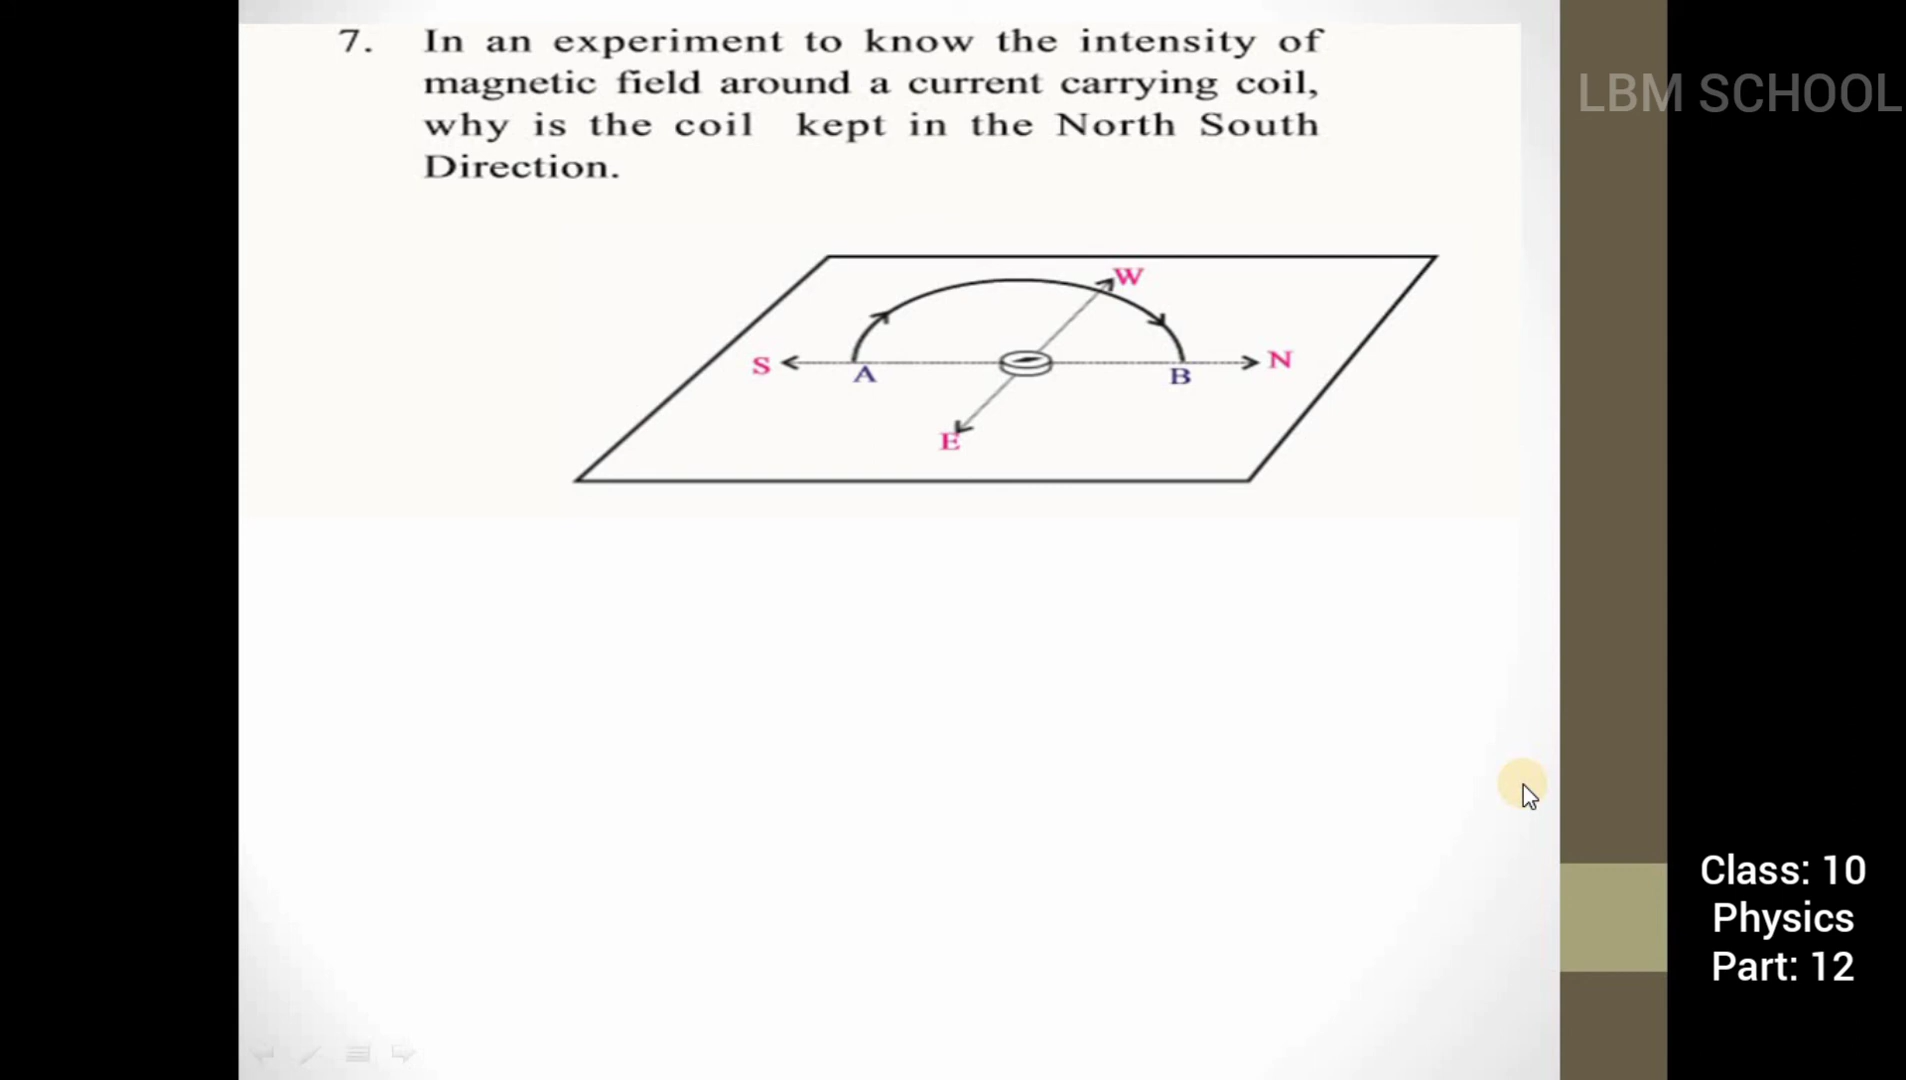 7. In an experiment to know the intensity of
magnetic field around a current carrying coil,
why is the coil kept in the North South
Direction.
W
S
A
B
N
E
LBM SCHOOL
Class: 10
Physics
Part: 12